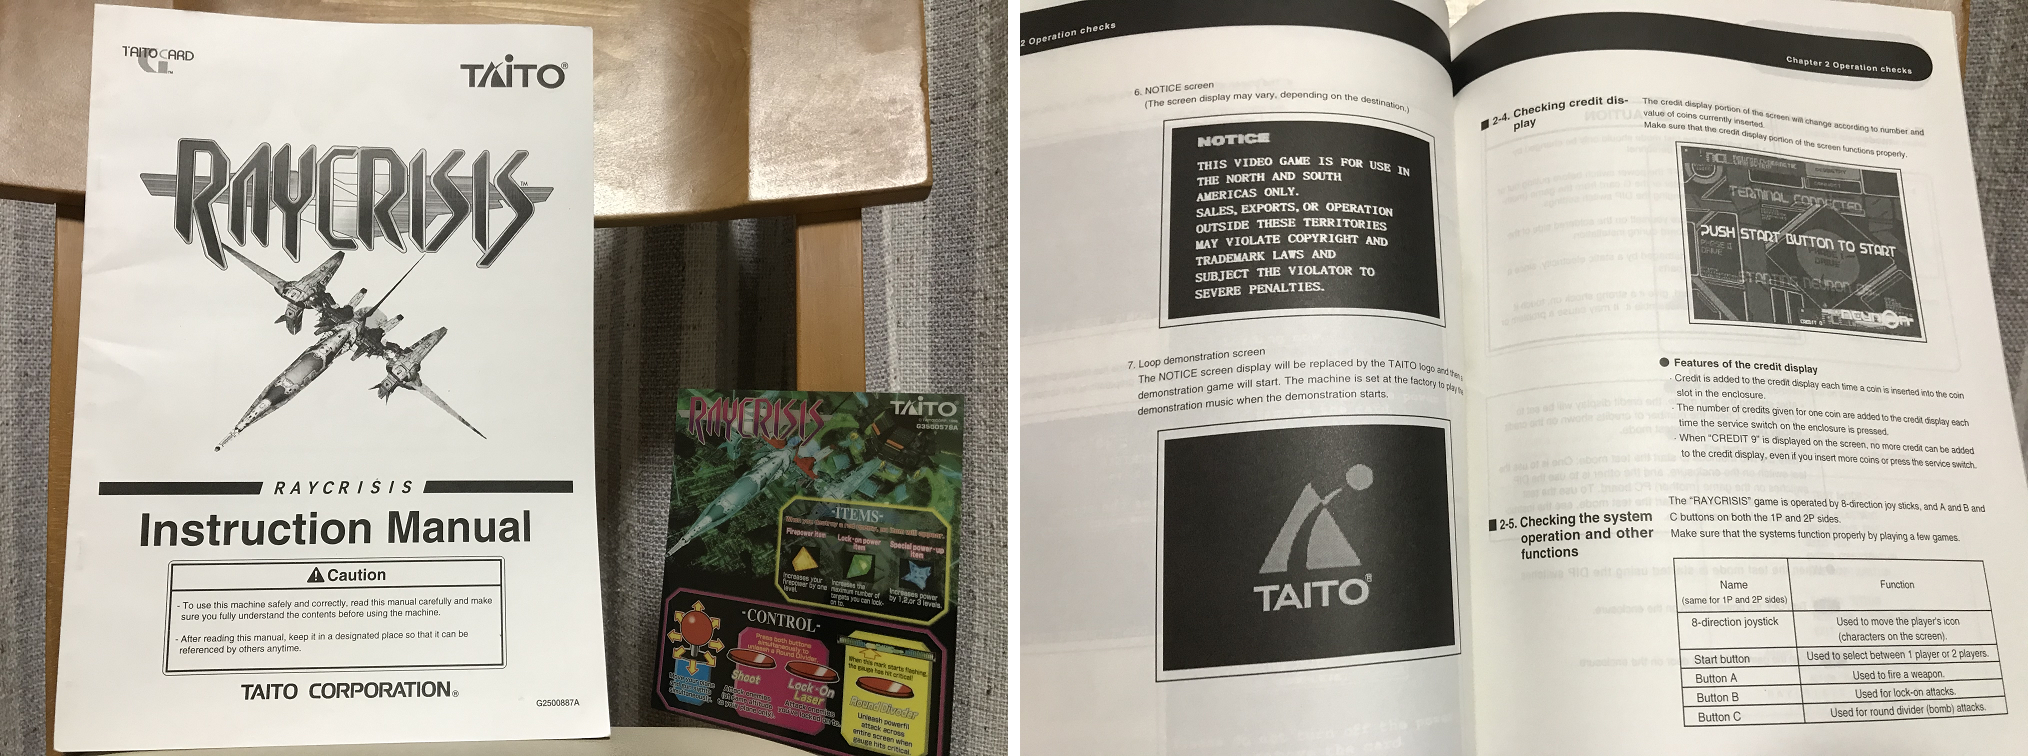 TAITO CARD
TAITO®
RAYCRISIS™
RAYCRISIS
Instruction Manual
Caution
- To use this machine safely and correctly, read this manual carefully and make
sure you fully understand the contents before using the machine.
- After reading this manual, keep it in a designated place so that it can be
referenced by others anytime.
TAITO CORPORATION®
G2500887A
RAYCRISIS
TAITO
-ITEMS-
When you destroy a red enemy, an item will appear.
Firepower item
Lock-on power
item
Special power-up
item
Increases your
firepower by one
level.
Increases the
maximum number of
targets you can lock-
on to.
Increases power
by 1,2,or 3 levels.
-CONTROL-
Press both buttons
simultaneously to
unleash a Round Divider.
Shoot
Lock-On
Laser
Attack enemies
Attack enemies
you've locked on to.
When this mark starts flashing,
the gauge has hit critical!
Round Divider
Unleash powerful
attack across
entire screen when
gauge hits critical.
2 Operation checks
6. NOTICE screen
(The screen display may vary, depending on the destination.)
NOTICE
THIS VIDEO GAME IS FOR USE IN
THE NORTH AND SOUTH
AMERICAS ONLY.
SALES, EXPORTS, OR OPERATION
OUTSIDE THESE TERRITORIES
MAY VIOLATE COPYRIGHT AND
TRADEMARK LAWS AND
SUBJECT THE VIOLATOR TO
SEVERE PENALTIES.
7. Loop demonstration screen
The NOTICE screen display will be replaced by the TAITO logo and then
demonstration game will start. The machine is set at the factory to play the
demonstration music when the demonstration starts.
TAITO®
Chapter 2 Operation checks
2-4. Checking credit dis-
play
The credit display portion of the screen will change according to number and
value of coins currently inserted.
Make sure that the credit display portion of the screen functions properly.
TERMINAL CONNECTED
PUSH START BUTTON TO START
Features of the credit display
- Credit is added to the credit display each time a coin is inserted into the coin
slot in the enclosure.
- The number of credits given for one coin are added to the credit display each
time the service switch on the enclosure is pressed.
- When "CREDIT 9" is displayed on the screen, no more credit can be added
to the credit display, even if you insert more coins or press the service switch.
2-5. Checking the system
operation and other
functions
The "RAYCRISIS" game is operated by 8-direction joy sticks, and A and B and
C buttons on both the 1P and 2P sides.
Make sure that the systems function properly by playing a few games.
Name
(same for 1P and 2P sides)
Function
8-direction joystick
Used to move the player's icon
(characters on the screen).
Start button
Used to select between 1 player or 2 players.
Button A
Used to fire a weapon.
Button B
Used for lock-on attacks.
Button C
Used for round divider (bomb) attacks.